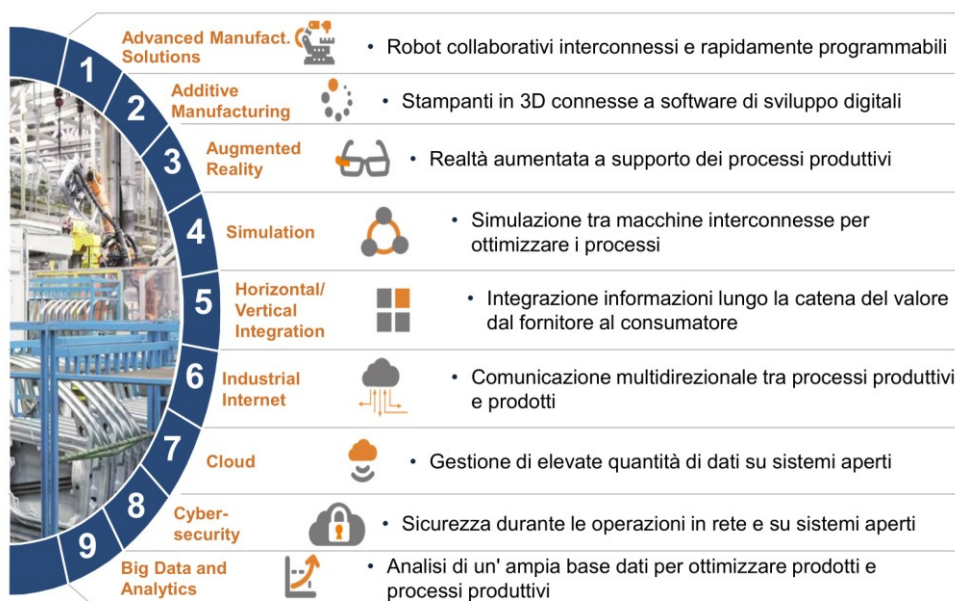 1
Advanced Manufact.
Solutions
• Robot collaborativi interconnessi e rapidamente programmabili
2
Additive
Manufacturing
• Stampanti in 3D connesse a software di sviluppo digitali
3
Augmented
Reality
• Realtà aumentata a supporto dei processi produttivi
4
Simulation
• Simulazione tra macchine interconnesse per
ottimizzare i processi
5
Horizontal/
Vertical
Integration
• Integrazione informazioni lungo la catena del valore
dal fornitore al consumatore
6
Industrial
Internet
• Comunicazione multidirezionale tra processi produttivi
e prodotti
7
Cloud
• Gestione di elevate quantità di dati su sistemi aperti
8
Cyber-
security
• Sicurezza durante le operazioni in rete e su sistemi aperti
9
Big Data and
Analytics
• Analisi di un' ampia base dati per ottimizzare prodotti e
processi produttivi